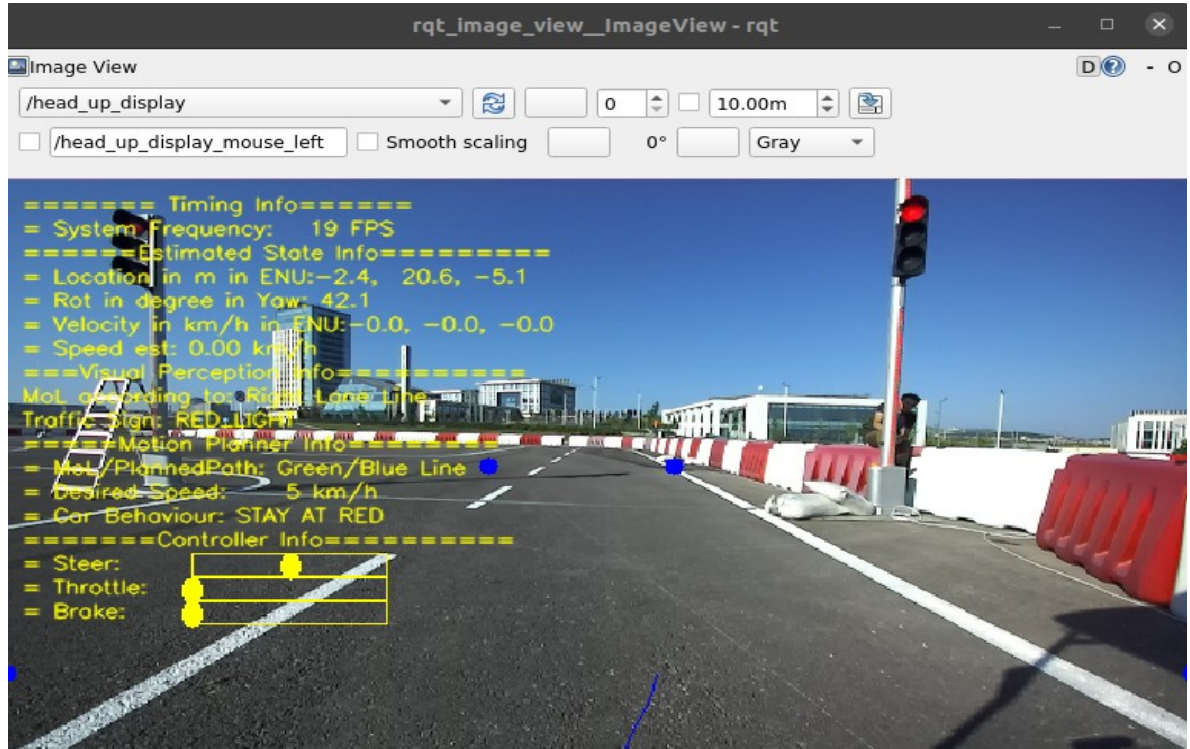 rqt_image_view__ImageView - rqt
Image View
D ? - O
/head_up_display 0 10.00m
/head_up_display_mouse_left Smooth scaling 0° Gray
======= Timing Info======
= System Frequency: 19 FPS
======Estimated State Info=========
= Location in m in ENU:-2.4, 20.6, -5.1
= Rot in degree in Yaw: 42.1
= Velocity in km/h in ENU:-0.0, -0.0, -0.0
= Speed est: 0.00 km/h
===Visual Perception Info==========
MoL according to: Right Lane Line
Traffic Sign: RED_LIGHT
=====Motion Planner Info========
= MoL/PlannedPath: Green/Blue Line
= Desired Speed: 5 km/h
= Car Behaviour: STAY AT RED
=======Controller Info==========
= Steer:
= Throttle:
= Brake: